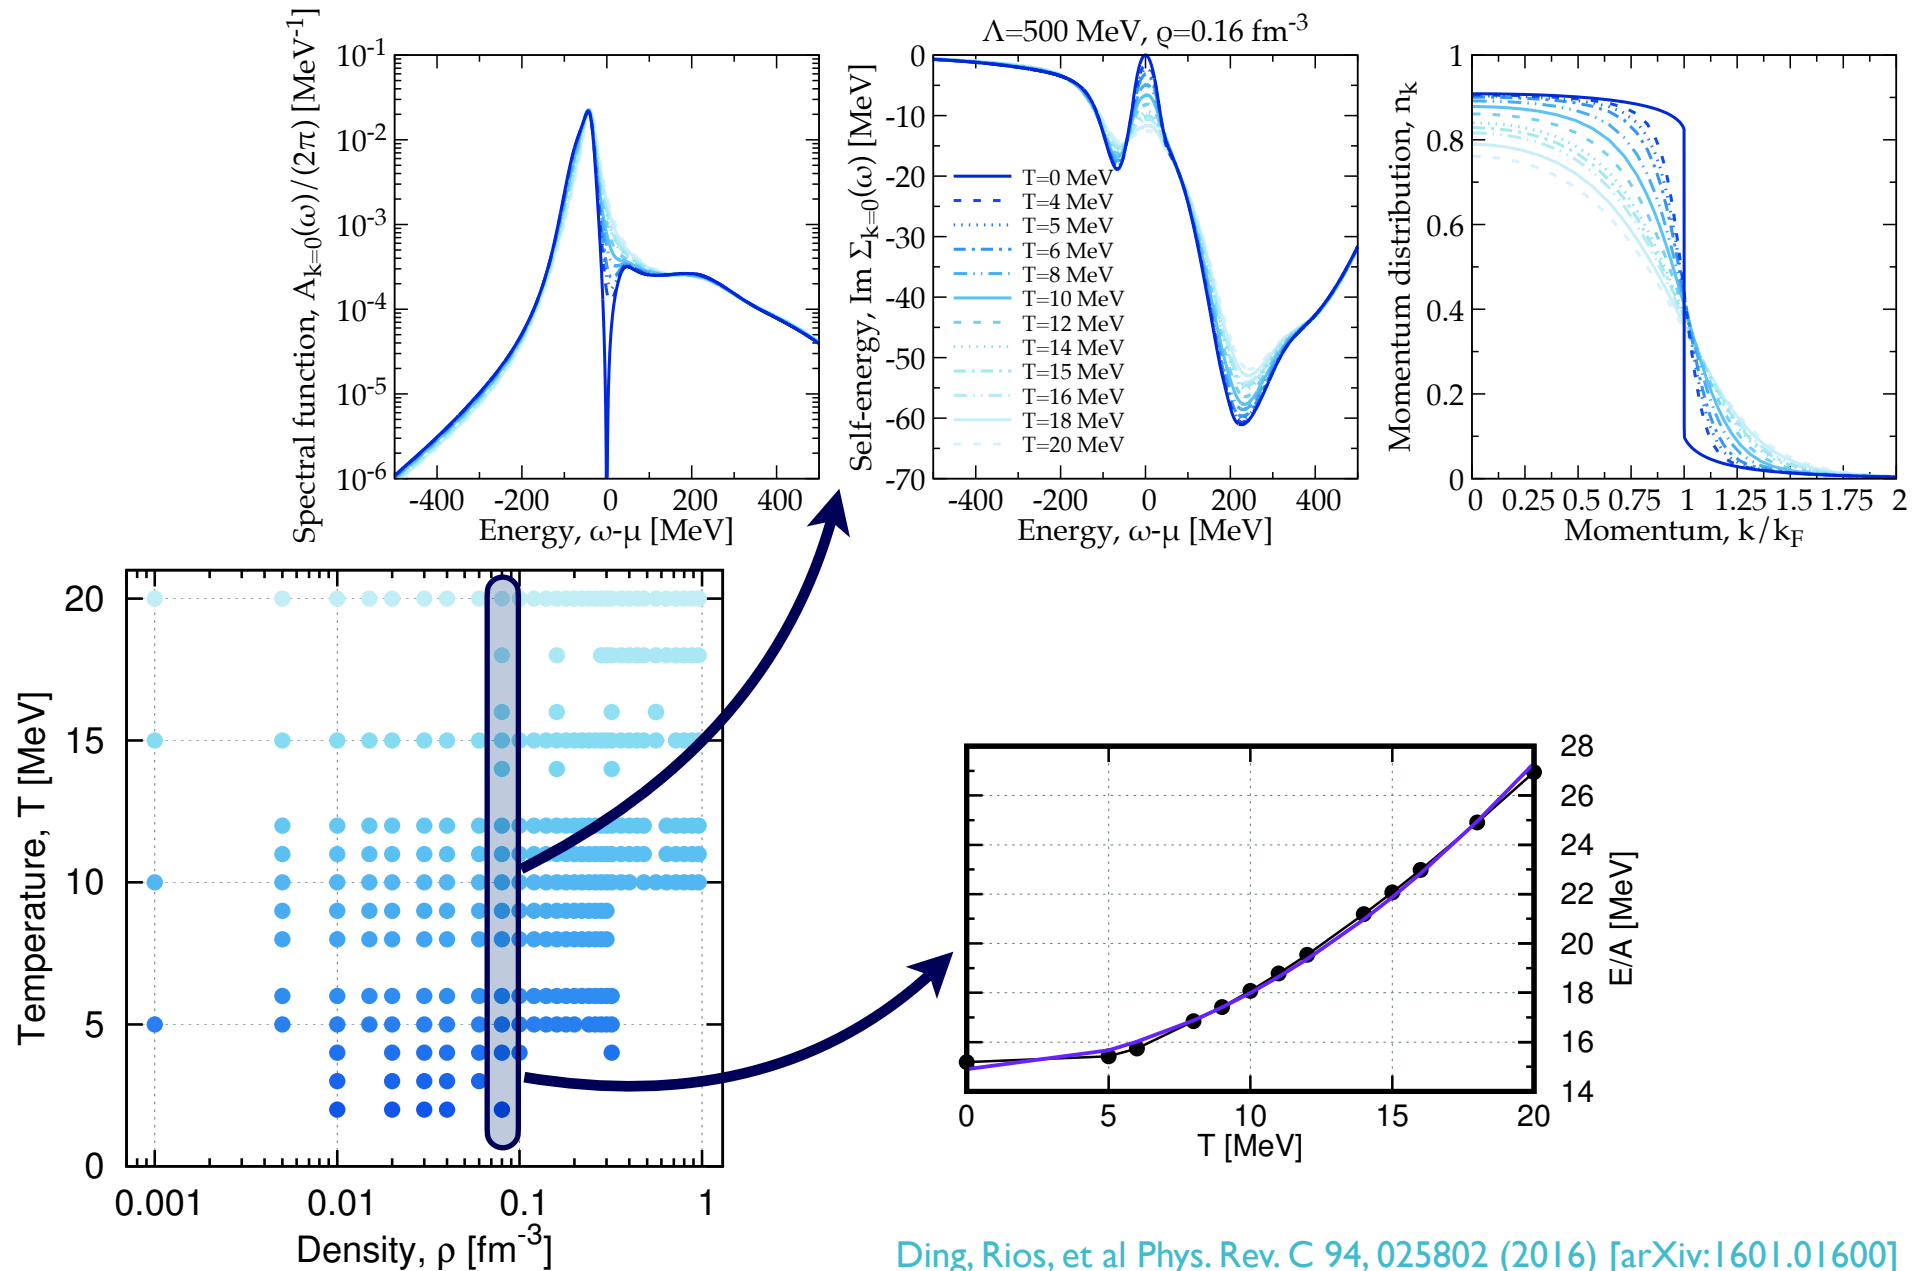 Λ=500 MeV, ϱ=0.16 fm-3
Spectral function, Ak=0(ω)/(2π) [MeV-1]
10-1
10-2
10-3
10-4
10-5
10-6
-400 -200 0 200 400
Energy, ω-μ [MeV]
Self-energy, Im Σk=0(ω) [MeV]
0
-10
-20
-30
-40
-50
-60
-70
T=0 MeV
T=4 MeV
T=5 MeV
T=6 MeV
T=8 MeV
T=10 MeV
T=12 MeV
T=14 MeV
T=15 MeV
T=16 MeV
T=18 MeV
T=20 MeV
-400 -200 0 200 400
Energy, ω-μ [MeV]
Momentum distribution, nk
1
0.8
0.6
0.4
0.2
0
0 0.25 0.5 0.75 1 1.25 1.5 1.75 2
Momentum, k/kF
Temperature, T [MeV]
20
15
10
5
0
0.001 0.01 0.1 1
Density, ρ [fm-3]
28
26
24
22
20
18
16
14
E/A [MeV]
0 5 10 15 20
T [MeV]
Ding, Rios, et al Phys. Rev. C 94, 025802 (2016) [arXiv:1601.01600]